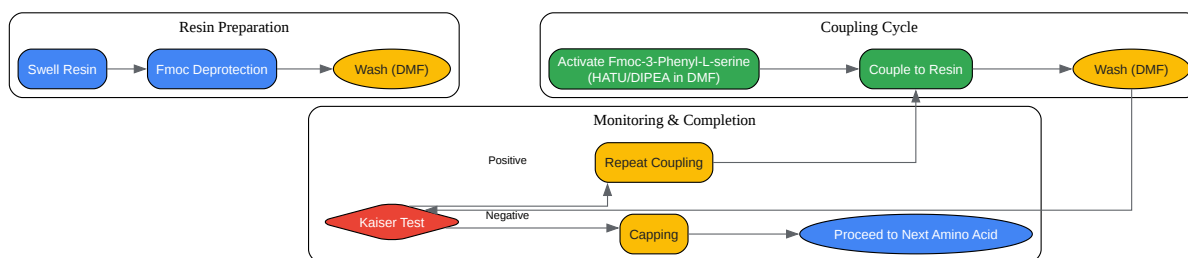 Resin Preparation
Swell Resin
Fmoc Deprotection
Wash (DMF)
Coupling Cycle
Activate Fmoc-3-Phenyl-L-serine
(HATU/DIPEA in DMF)
Couple to Resin
Wash (DMF)
Monitoring & Completion
Positive
Repeat Coupling
Kaiser Test
Negative
Capping
Proceed to Next Amino Acid